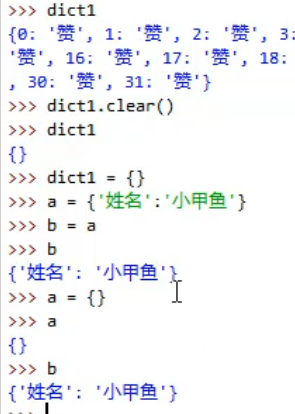 >>> dict1
{0: '赞', 1: '赞', 2: '赞', 3:
'赞', 16: '赞', 17: '赞', 18:
, 30: '赞', 31: '赞'}
>>> dict1.clear()
>>> dict1
{}
>>> dict1 = {}
>>> a = {'姓名':'小甲鱼'}
>>> b = a
>>> b
{'姓名': '小甲鱼'}
>>> a = {}
>>> a
{}
>>> b
{'姓名': '小甲鱼'}
>>>